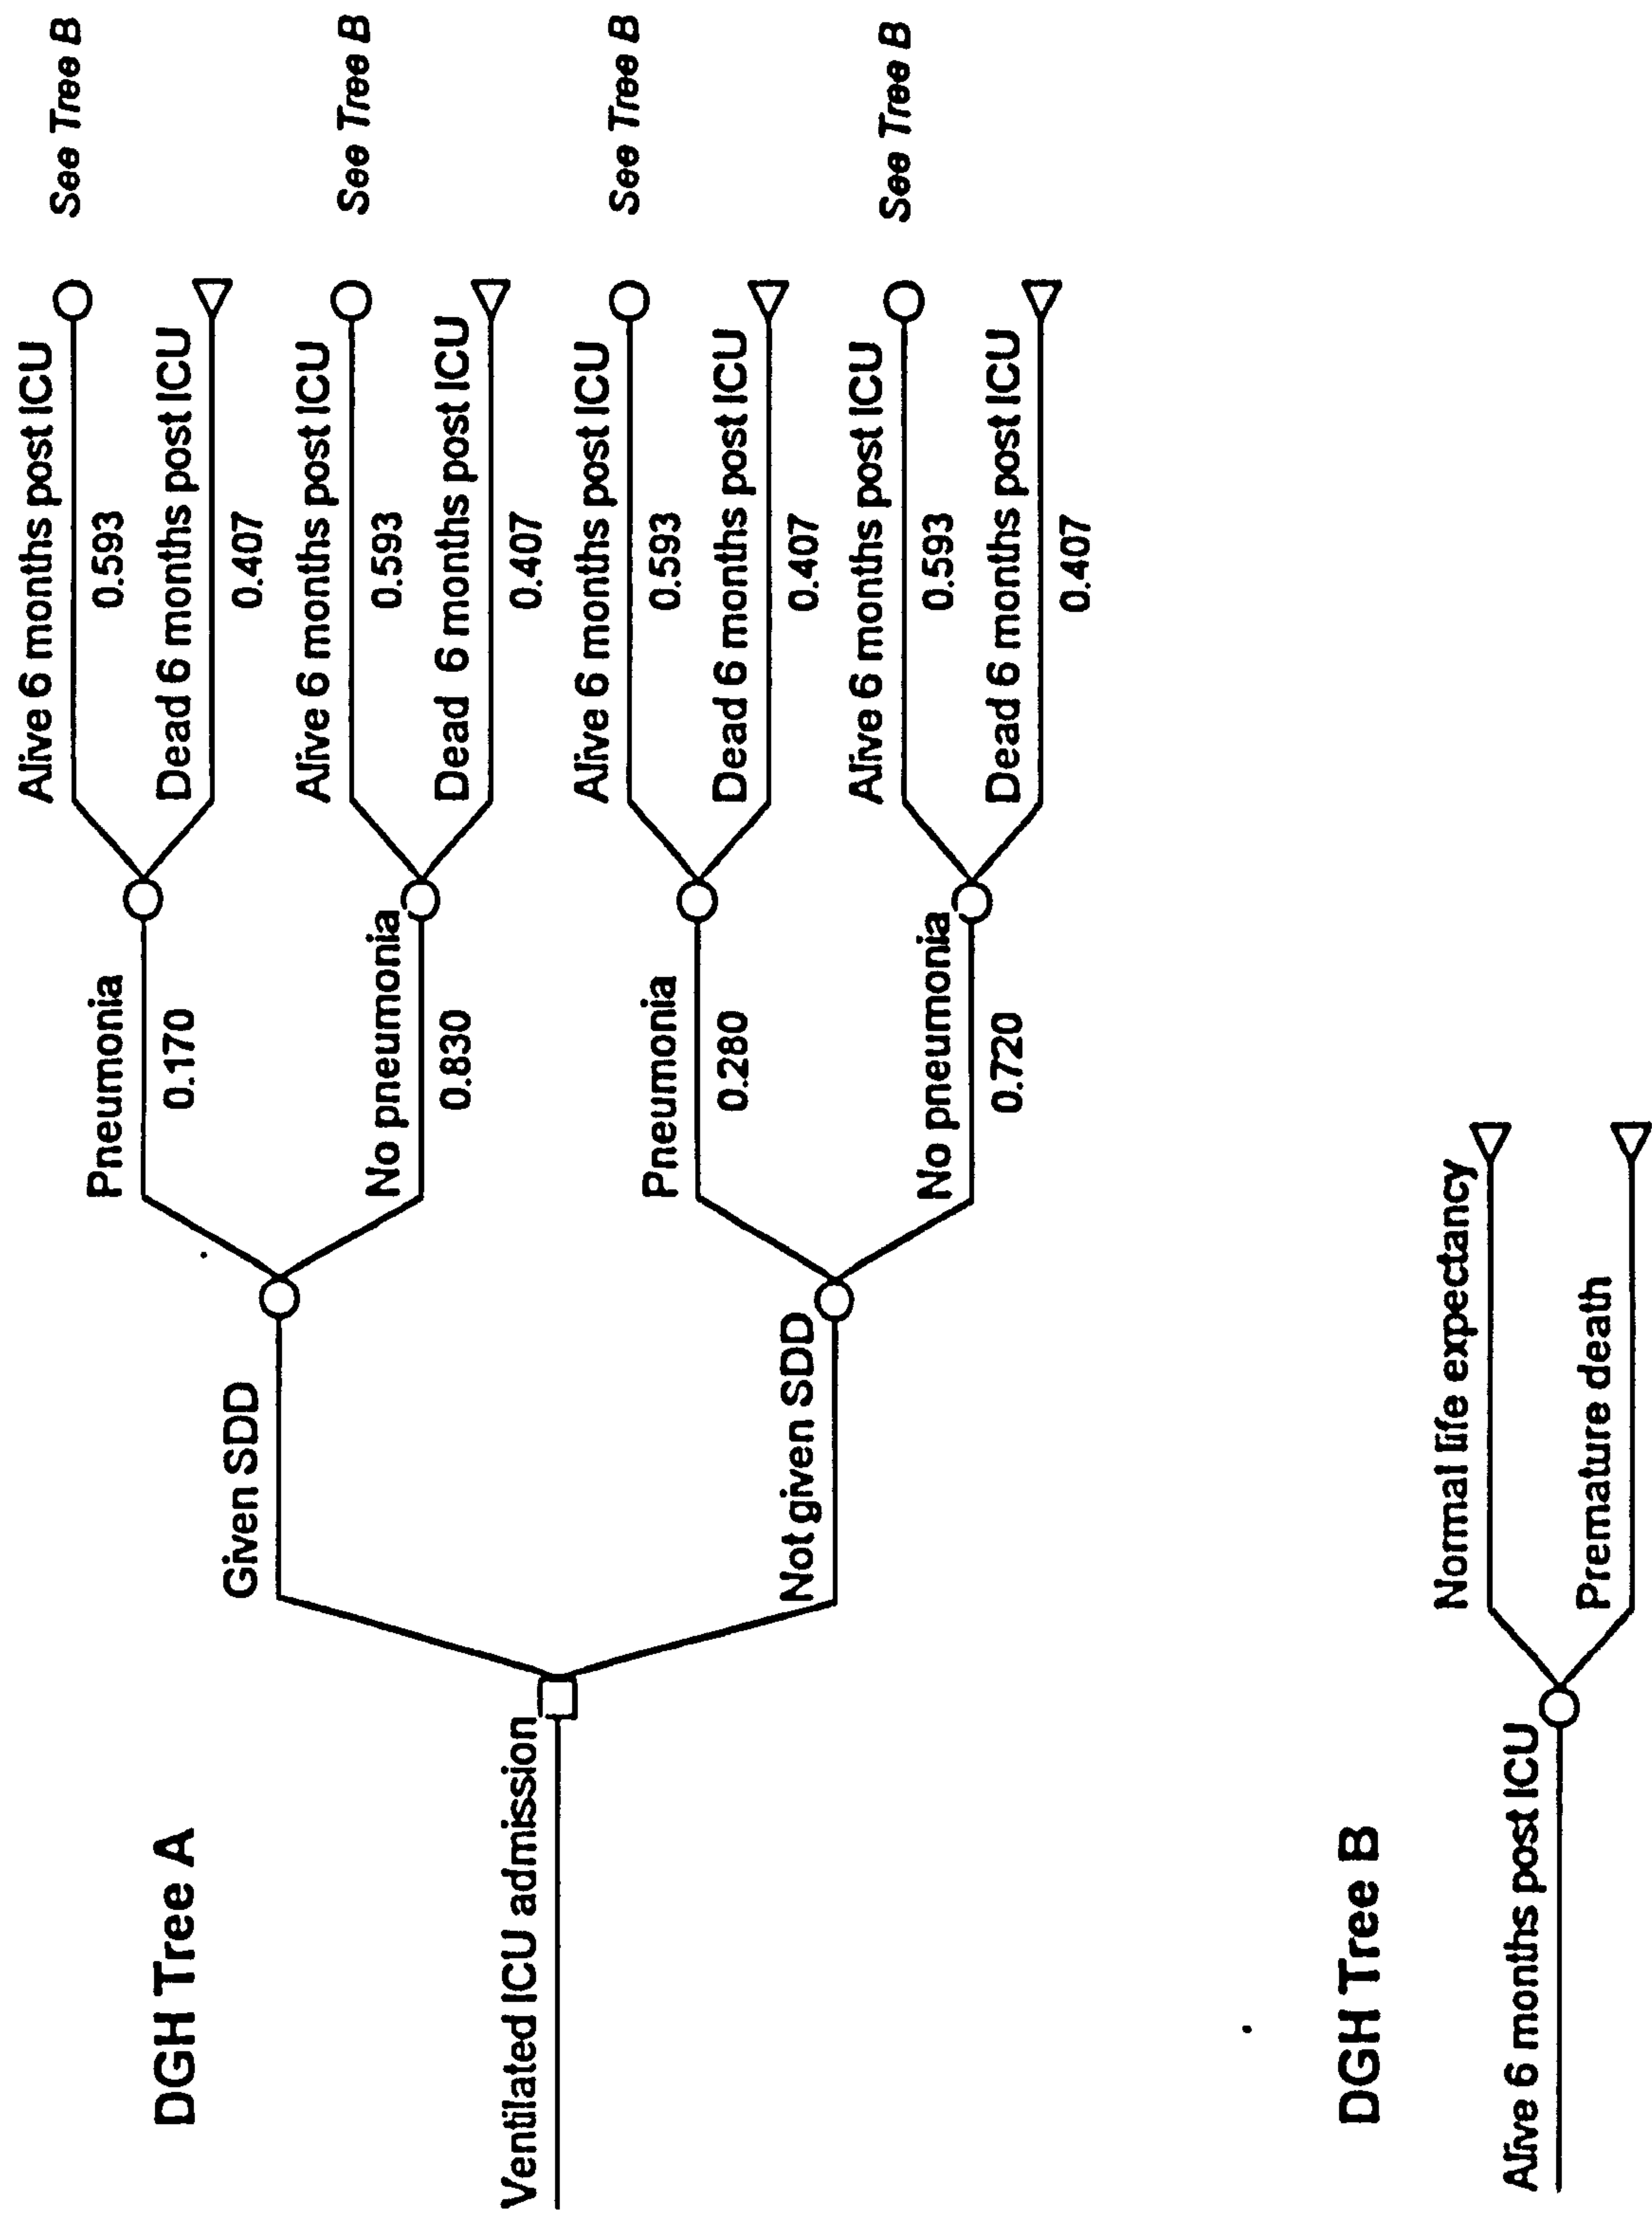 DGH Tree A
Ventilated ICU admission
Given SDD
Pneumonia
0.170
Alive 6 months post ICU
0.593
See Tree B
Dead 6 months post ICU
0.407
No pneumonia
0.830
Alive 6 months post ICU
0.593
See Tree B
Dead 6 months post ICU
0.407
Not given SDD
Pneumonia
0.280
Alive 6 months post ICU
0.593
See Tree B
Dead 6 months post ICU
0.407
No pneumonia
0.720
Alive 6 months post ICU
0.593
See Tree B
Dead 6 months post ICU
0.407
DGH Tree B
Alive 6 months post ICU
Normal life expectancy
Premature death